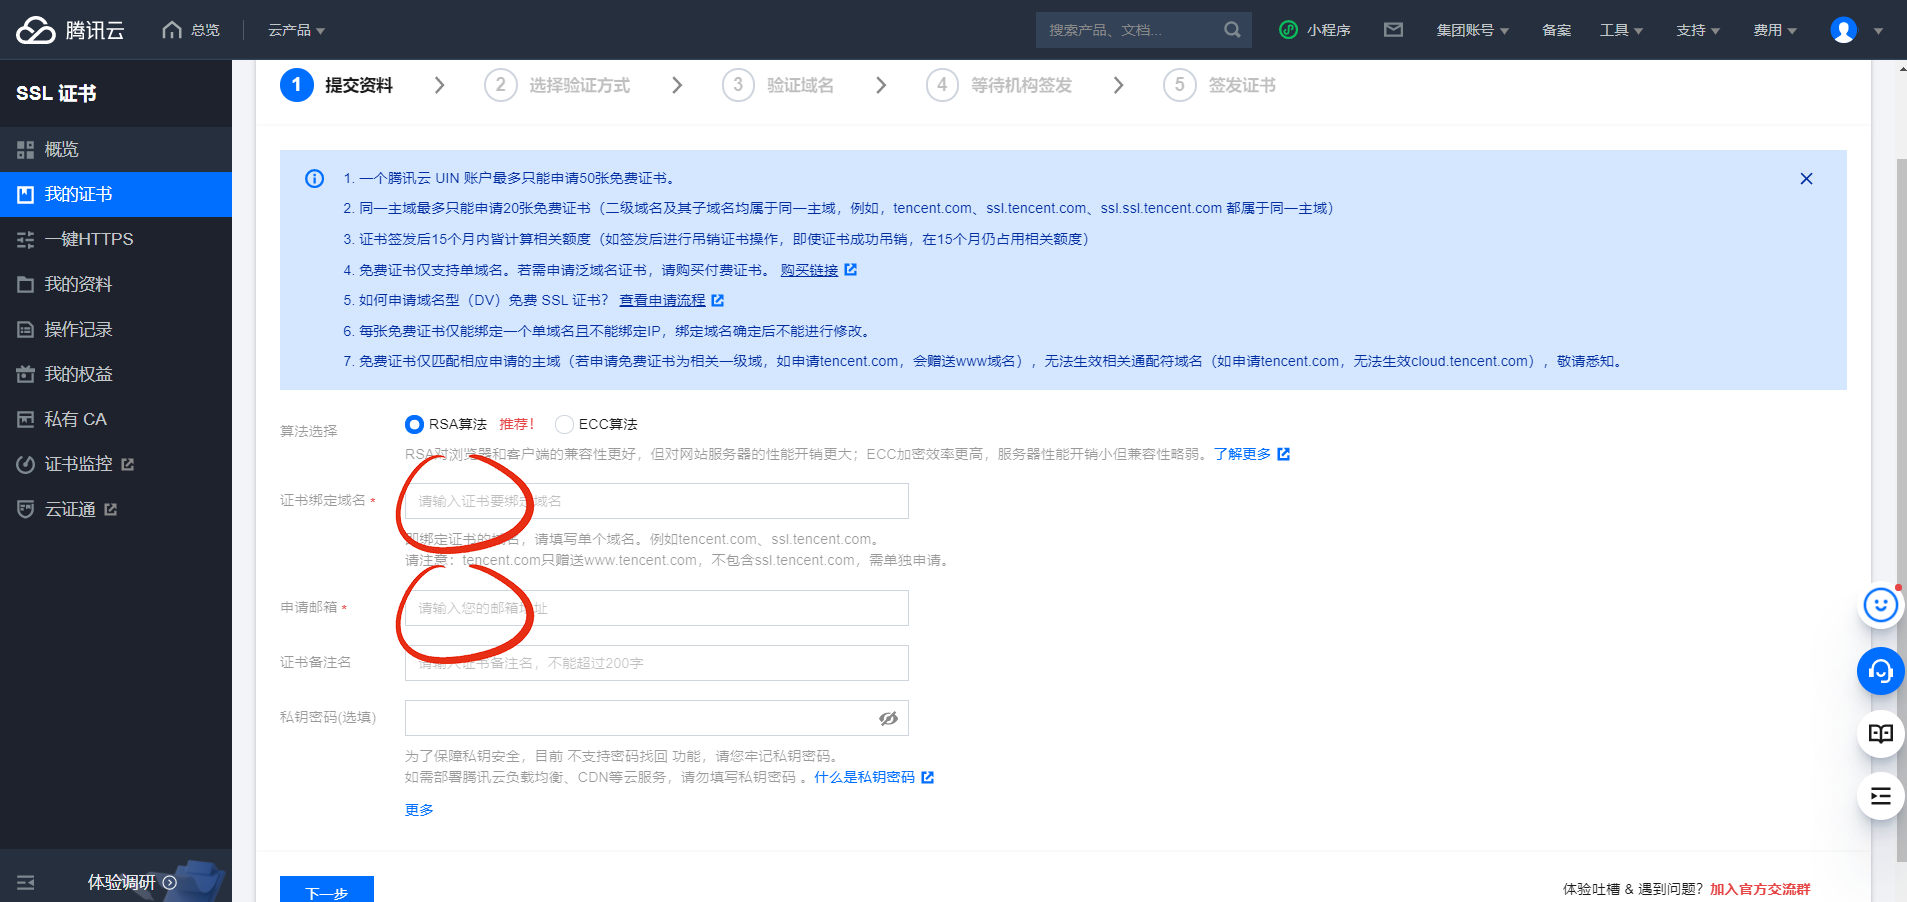 腾讯云
总览
云产品
搜索产品、文档...
小程序
集团账号
备案
工具
支持
费用
SSL 证书
概览
我的证书
一键HTTPS
我的资料
操作记录
我的权益
私有 CA
证书监控
云证通
体验调研
1 提交资料
2 选择验证方式
3 验证域名
4 等待机构签发
5 签发证书
1. 一个腾讯云 UIN 账户最多只能申请50张免费证书。
2. 同一主域最多只能申请20张免费证书（二级域名及其子域名均属于同一主域，例如，tencent.com、ssl.tencent.com、ssl.ssl.tencent.com 都属于同一主域）
3. 证书签发后15个月内皆计算相关额度（如签发后进行吊销证书操作，即使证书成功吊销，在15个月仍占用相关额度）
4. 免费证书仅支持单域名。若需申请泛域名证书，请购买付费证书。 购买链接
5. 如何申请域名型（DV）免费 SSL 证书？ 查看申请流程
6. 每张免费证书仅能绑定一个单域名且不能绑定IP，绑定域名确定后不能进行修改。
7. 免费证书仅匹配相应申请的主域（若申请免费证书为相关一级域，如申请tencent.com，会赠送www域名），无法生效相关通配符域名（如申请tencent.com，无法生效cloud.tencent.com），敬请悉知。
算法选择
RSA算法 推荐！ ECC算法
RSA对浏览器和客户端的兼容性更好，但对网站服务器的性能开销更大；ECC加密效率更高，服务器性能开销小但兼容性略弱。了解更多
证书绑定域名 *
请输入证书要绑定域名
即绑定证书的域名，请填写单个域名。例如tencent.com、ssl.tencent.com。
请注意：tencent.com只赠送www.tencent.com，不包含ssl.tencent.com，需单独申请。
申请邮箱 *
请输入您的邮箱地址
证书备注名
请输入证书备注名，不能超过200字
私钥密码(选填)
为了保障私钥安全，目前 不支持密码找回 功能，请您牢记私钥密码。
如需部署腾讯云负载均衡、CDN等云服务，请勿填写私钥密码 。什么是私钥密码
更多
下一步
体验吐槽 & 遇到问题？ 加入官方交流群